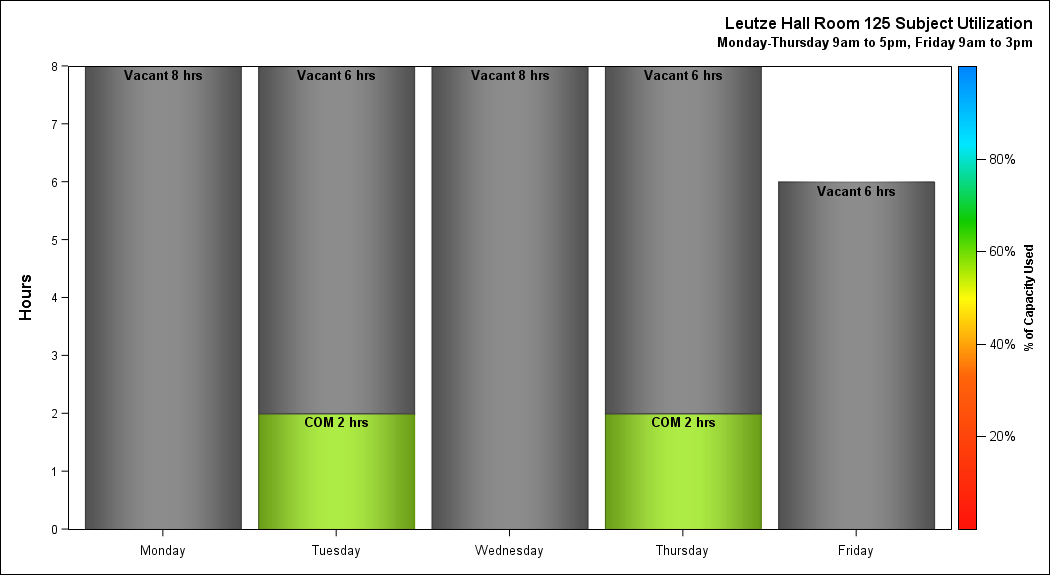 Leutze Hall Room 125 Subject Utilization
Monday-Thursday 9am to 5pm, Friday 9am to 3pm
Hours
8
7
6
5
4
3
2
1
0
Vacant 8 hrs
Vacant 6 hrs
Vacant 8 hrs
Vacant 6 hrs
Vacant 6 hrs
COM 2 hrs
COM 2 hrs
Monday
Tuesday
Wednesday
Thursday
Friday
80%
60%
40%
20%
% of Capacity Used